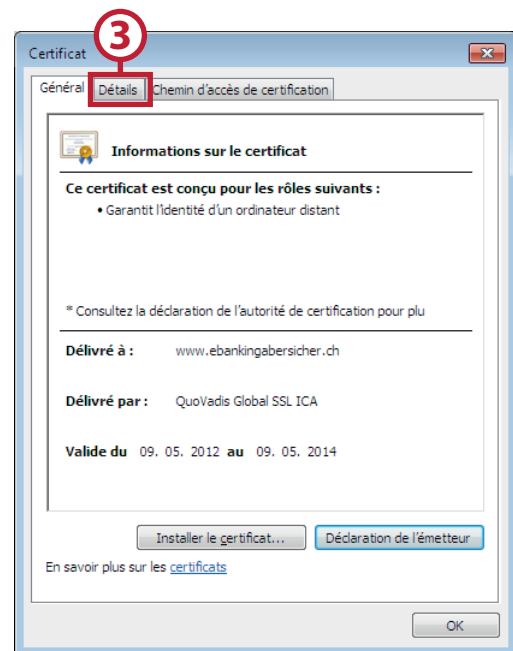 3
Certificat
Général Détails Chemin d'accès de certification
Informations sur le certificat
Ce certificat est conçu pour les rôles suivants :
• Garantit l'identité d'un ordinateur distant
* Consultez la déclaration de l'autorité de certification pour plu
Délivré à : www.ebankingabersicher.ch
Délivré par : QuoVadis Global SSL ICA
Valide du 09. 05. 2012 au 09. 05. 2014
Installer le certificat... Déclaration de l'émetteur
En savoir plus sur les certificats
OK